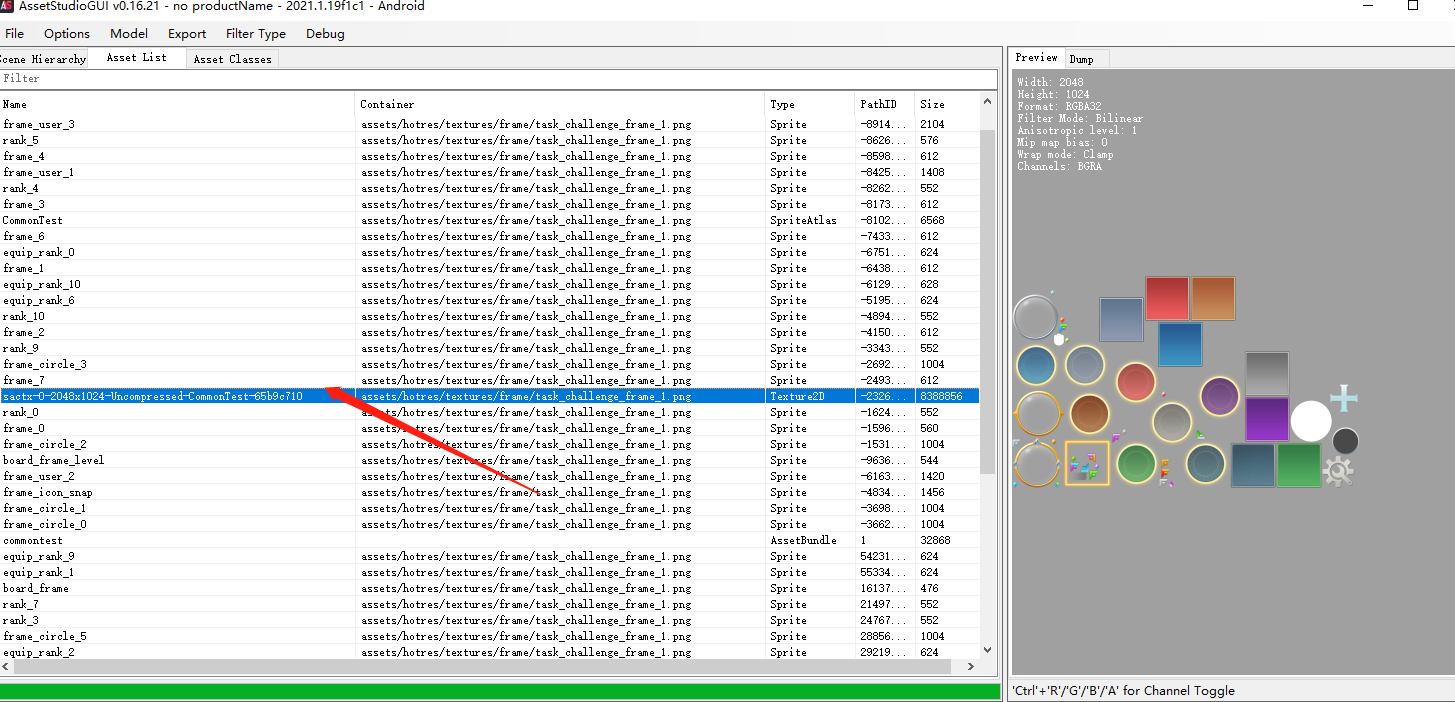 AS AssetStudioGUI v0.16.21 - no productName - 2021.1.19f1c1 - Android
File Options Model Export Filter Type Debug
cene Hierarchy Asset List Asset Classes
Filter
Name Container Type PathID Size
frame_user_3 assets/hotres/textures/frame/task_challenge_frame_1.png Sprite -8914... 2104
rank_5 assets/hotres/textures/frame/task_challenge_frame_1.png Sprite -8626... 576
frame_4 assets/hotres/textures/frame/task_challenge_frame_1.png Sprite -8598... 612
frame_user_1 assets/hotres/textures/frame/task_challenge_frame_1.png Sprite -8425... 1408
rank_4 assets/hotres/textures/frame/task_challenge_frame_1.png Sprite -8262... 552
frame_3 assets/hotres/textures/frame/task_challenge_frame_1.png Sprite -8173... 612
CommonTest assets/hotres/textures/frame/task_challenge_frame_1.png SpriteAtlas -8102... 6568
frame_6 assets/hotres/textures/frame/task_challenge_frame_1.png Sprite -7433... 612
equip_rank_0 assets/hotres/textures/frame/task_challenge_frame_1.png Sprite -6751... 624
frame_1 assets/hotres/textures/frame/task_challenge_frame_1.png Sprite -6438... 612
equip_rank_10 assets/hotres/textures/frame/task_challenge_frame_1.png Sprite -6129... 628
equip_rank_6 assets/hotres/textures/frame/task_challenge_frame_1.png Sprite -5195... 624
rank_10 assets/hotres/textures/frame/task_challenge_frame_1.png Sprite -4894... 552
frame_2 assets/hotres/textures/frame/task_challenge_frame_1.png Sprite -4150... 612
rank_9 assets/hotres/textures/frame/task_challenge_frame_1.png Sprite -3343... 552
frame_circle_3 assets/hotres/textures/frame/task_challenge_frame_1.png Sprite -2692... 1004
frame_7 assets/hotres/textures/frame/task_challenge_frame_1.png Sprite -2493... 612
sactx-0-2048x1024-Uncompressed-CommonTest-65b9c710 assets/hotres/textures/frame/task_challenge_frame_1.png Texture2D -2326... 8388856
rank_0 assets/hotres/textures/frame/task_challenge_frame_1.png Sprite -1624... 552
frame_0 assets/hotres/textures/frame/task_challenge_frame_1.png Sprite -1596... 560
frame_circle_2 assets/hotres/textures/frame/task_challenge_frame_1.png Sprite -1531... 1004
board_frame_level assets/hotres/textures/frame/task_challenge_frame_1.png Sprite -9636... 544
frame_user_2 assets/hotres/textures/frame/task_challenge_frame_1.png Sprite -6163... 1420
frame_icon_snap assets/hotres/textures/frame/task_challenge_frame_1.png Sprite -4834... 1456
frame_circle_1 assets/hotres/textures/frame/task_challenge_frame_1.png Sprite -3698... 1004
frame_circle_0 assets/hotres/textures/frame/task_challenge_frame_1.png Sprite -3662... 1004
commontest AssetBundle 1 32868
equip_rank_9 assets/hotres/textures/frame/task_challenge_frame_1.png Sprite 54231... 624
equip_rank_1 assets/hotres/textures/frame/task_challenge_frame_1.png Sprite 55334... 624
board_frame assets/hotres/textures/frame/task_challenge_frame_1.png Sprite 16137... 476
rank_7 assets/hotres/textures/frame/task_challenge_frame_1.png Sprite 21497... 552
rank_3 assets/hotres/textures/frame/task_challenge_frame_1.png Sprite 24767... 552
frame_circle_5 assets/hotres/textures/frame/task_challenge_frame_1.png Sprite 28856... 1004
equip_rank_2 assets/hotres/textures/frame/task_challenge_frame_1.png Sprite 29219... 624
Preview Dump
Width: 2048
Height: 1024
Format: RGBA32
Filter Mode: Bilinear
Anisotropic level: 1
Mip map bias: 0
Wrap mode: Clamp
Channels: BGRA
'Ctrl'+'R'/'G'/'B'/'A' for Channel Toggle